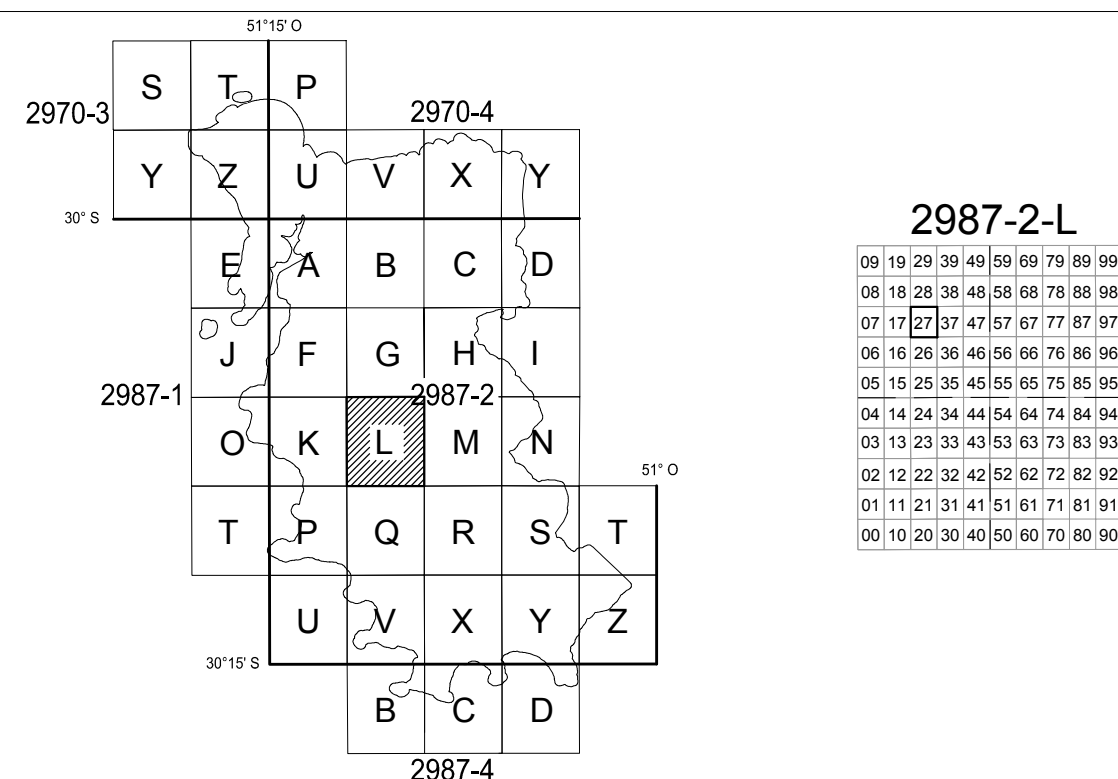 51°15' O
S T P
2970-3 2970-4
Y Z U V X Y
30° S
E A B C D
J F G H I
2987-1 2987-2
O K L M N
51° O
T P Q R S T
U V X Y Z
30°15' S
B C D
2987-4
2987-2-L
09 19 29 39 49 59 69 79 89 99
08 18 28 38 48 58 68 78 88 98
07 17 27 37 47 57 67 77 87 97
06 16 26 36 46 56 66 76 86 96
05 15 25 35 45 55 65 75 85 95
04 14 24 34 44 54 64 74 84 94
03 13 23 33 43 53 63 73 83 93
02 12 22 32 42 52 62 72 82 92
01 11 21 31 41 51 61 71 81 91
00 10 20 30 40 50 60 70 80 90